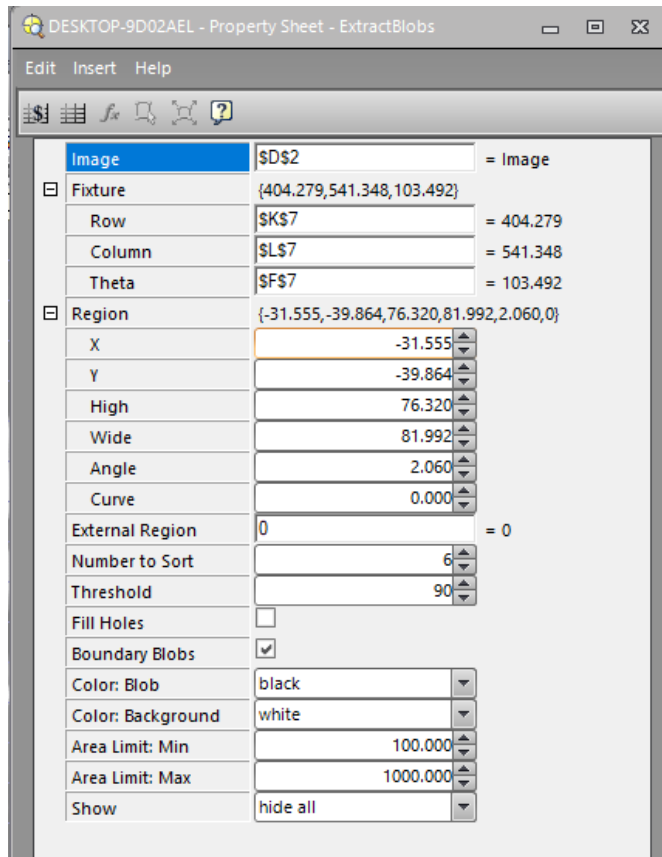 DESKTOP-9D02AEL - Property Sheet - ExtractBlobs
Edit Insert Help
Image $D$2 = Image
Fixture {404.279,541.348,103.492}
Row $K$7 = 404.279
Column $L$7 = 541.348
Theta $F$7 = 103.492
Region {-31.555,-39.864,76.320,81.992,2.060,0}
X -31.555
Y -39.864
High 76.320
Wide 81.992
Angle 2.060
Curve 0.000
External Region 0 = 0
Number to Sort 6
Threshold 90
Fill Holes
Boundary Blobs
Color: Blob black
Color: Background white
Area Limit: Min 100.000
Area Limit: Max 1000.000
Show hide all